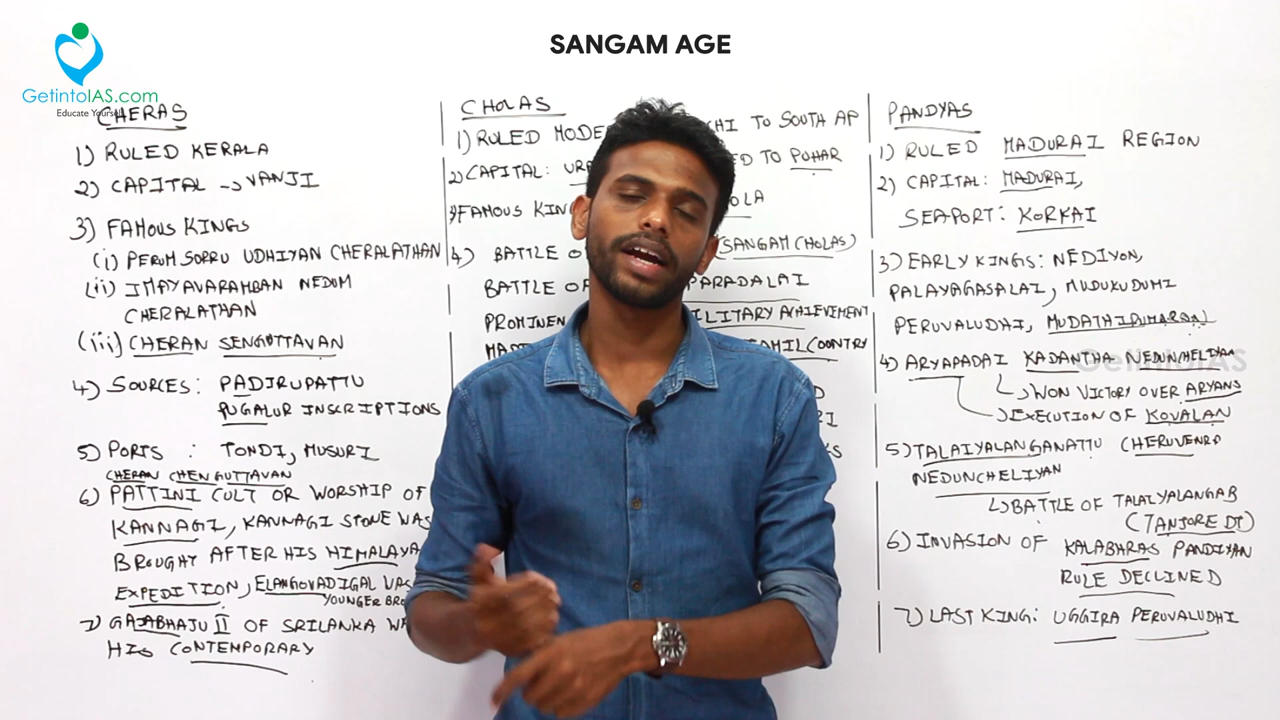 SANGAM AGE
GetintoIAS.com
Educate Yourself
CHERAS
1) RULED KERALA
2) CAPITAL -> VANJI
3) FAMOUS KINGS
(i) PERUM SORRU UDHIYAN CHERALATHAN
(ii) IMAYAVARAMBAN NEDUM
CHERALATHAN
(iii) CHERAN SENGUTTAVAN
4) SOURCES: PADIRUPATTU
PUGALUR INSCRIPTIONS
5) PORTS : TONDI, MUSURI
CHERAN CHENGUTTAVAN
6) PATTINI CULT OR WORSHIP OF
KANNAGI, KANNAGI STONE WAS
BROUGHT AFTER HIS HIMALAYA
EXPEDITION, ELANGOVADIGAL WAS
YOUNGER BRO
7) GAJABHAJU II OF SRILANKA WA
HIS CONTEMPORARY
CHOLAS
1) RULED MODE CHI TO SOUTH AP
2) CAPITAL: URA ED TO PUHAR
FAMOUS KIN OLA
4) BATTLE O (SANGAM CHOLAS)
BATTLE OF PARADALAI
PROMINEN ILITARY ACHIEVEMENT
MAST TAMIL COUNTRY
PANDYAS
1) RULED MADURAI REGION
2) CAPITAL: MADURAI,
SEAPORT: KORKAI
3) EARLY KINGS: NEDIYON,
PALAYAGASALAI, MUDUKUDUMI
PERUVALUDHI, MUDATHIRUMARAN
4) ARYAPADAI KADANTHA NEDUNCHELIYAN
GetintoIAS
-> WON VICTORY OVER ARYANS
-> EXECUTION OF KOVALAN
5) TALAIYALANGANATTU CHERUVENRA
NEDUNCHELIYAN
BATTLE OF TALAIYALANGAB
(TANJORE DT)
6) INVASION OF KALABHRAS PANDIYAN
RULE DECLINED
7) LAST KING: UGGIRA PERUVALUDHI